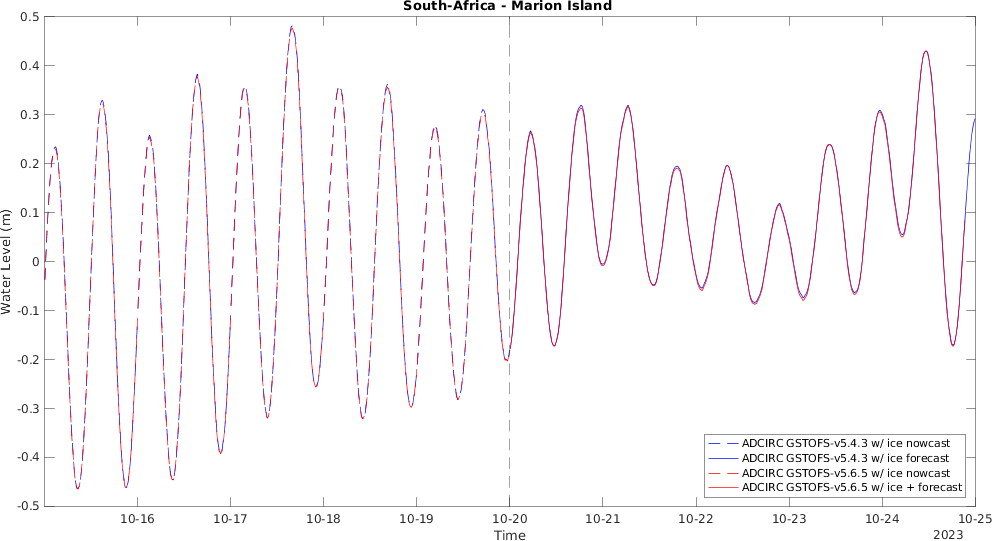 South-Africa - Marion Island
0.5
0.4
0.3
0.2
0.1
0
-0.1
-0.2
-0.3
-0.4
-0.5
Water Level (m)
ADCIRC GSTOFS-v5.4.3 w/ ice nowcast
ADCIRC GSTOFS-v5.4.3 w/ ice forecast
ADCIRC GSTOFS-v5.6.5 w/ ice nowcast
ADCIRC GSTOFS-v5.6.5 w/ ice + forecast
10-16 10-17 10-18 10-19 10-20 10-21 10-22 10-23 10-24 10-25
Time
2023